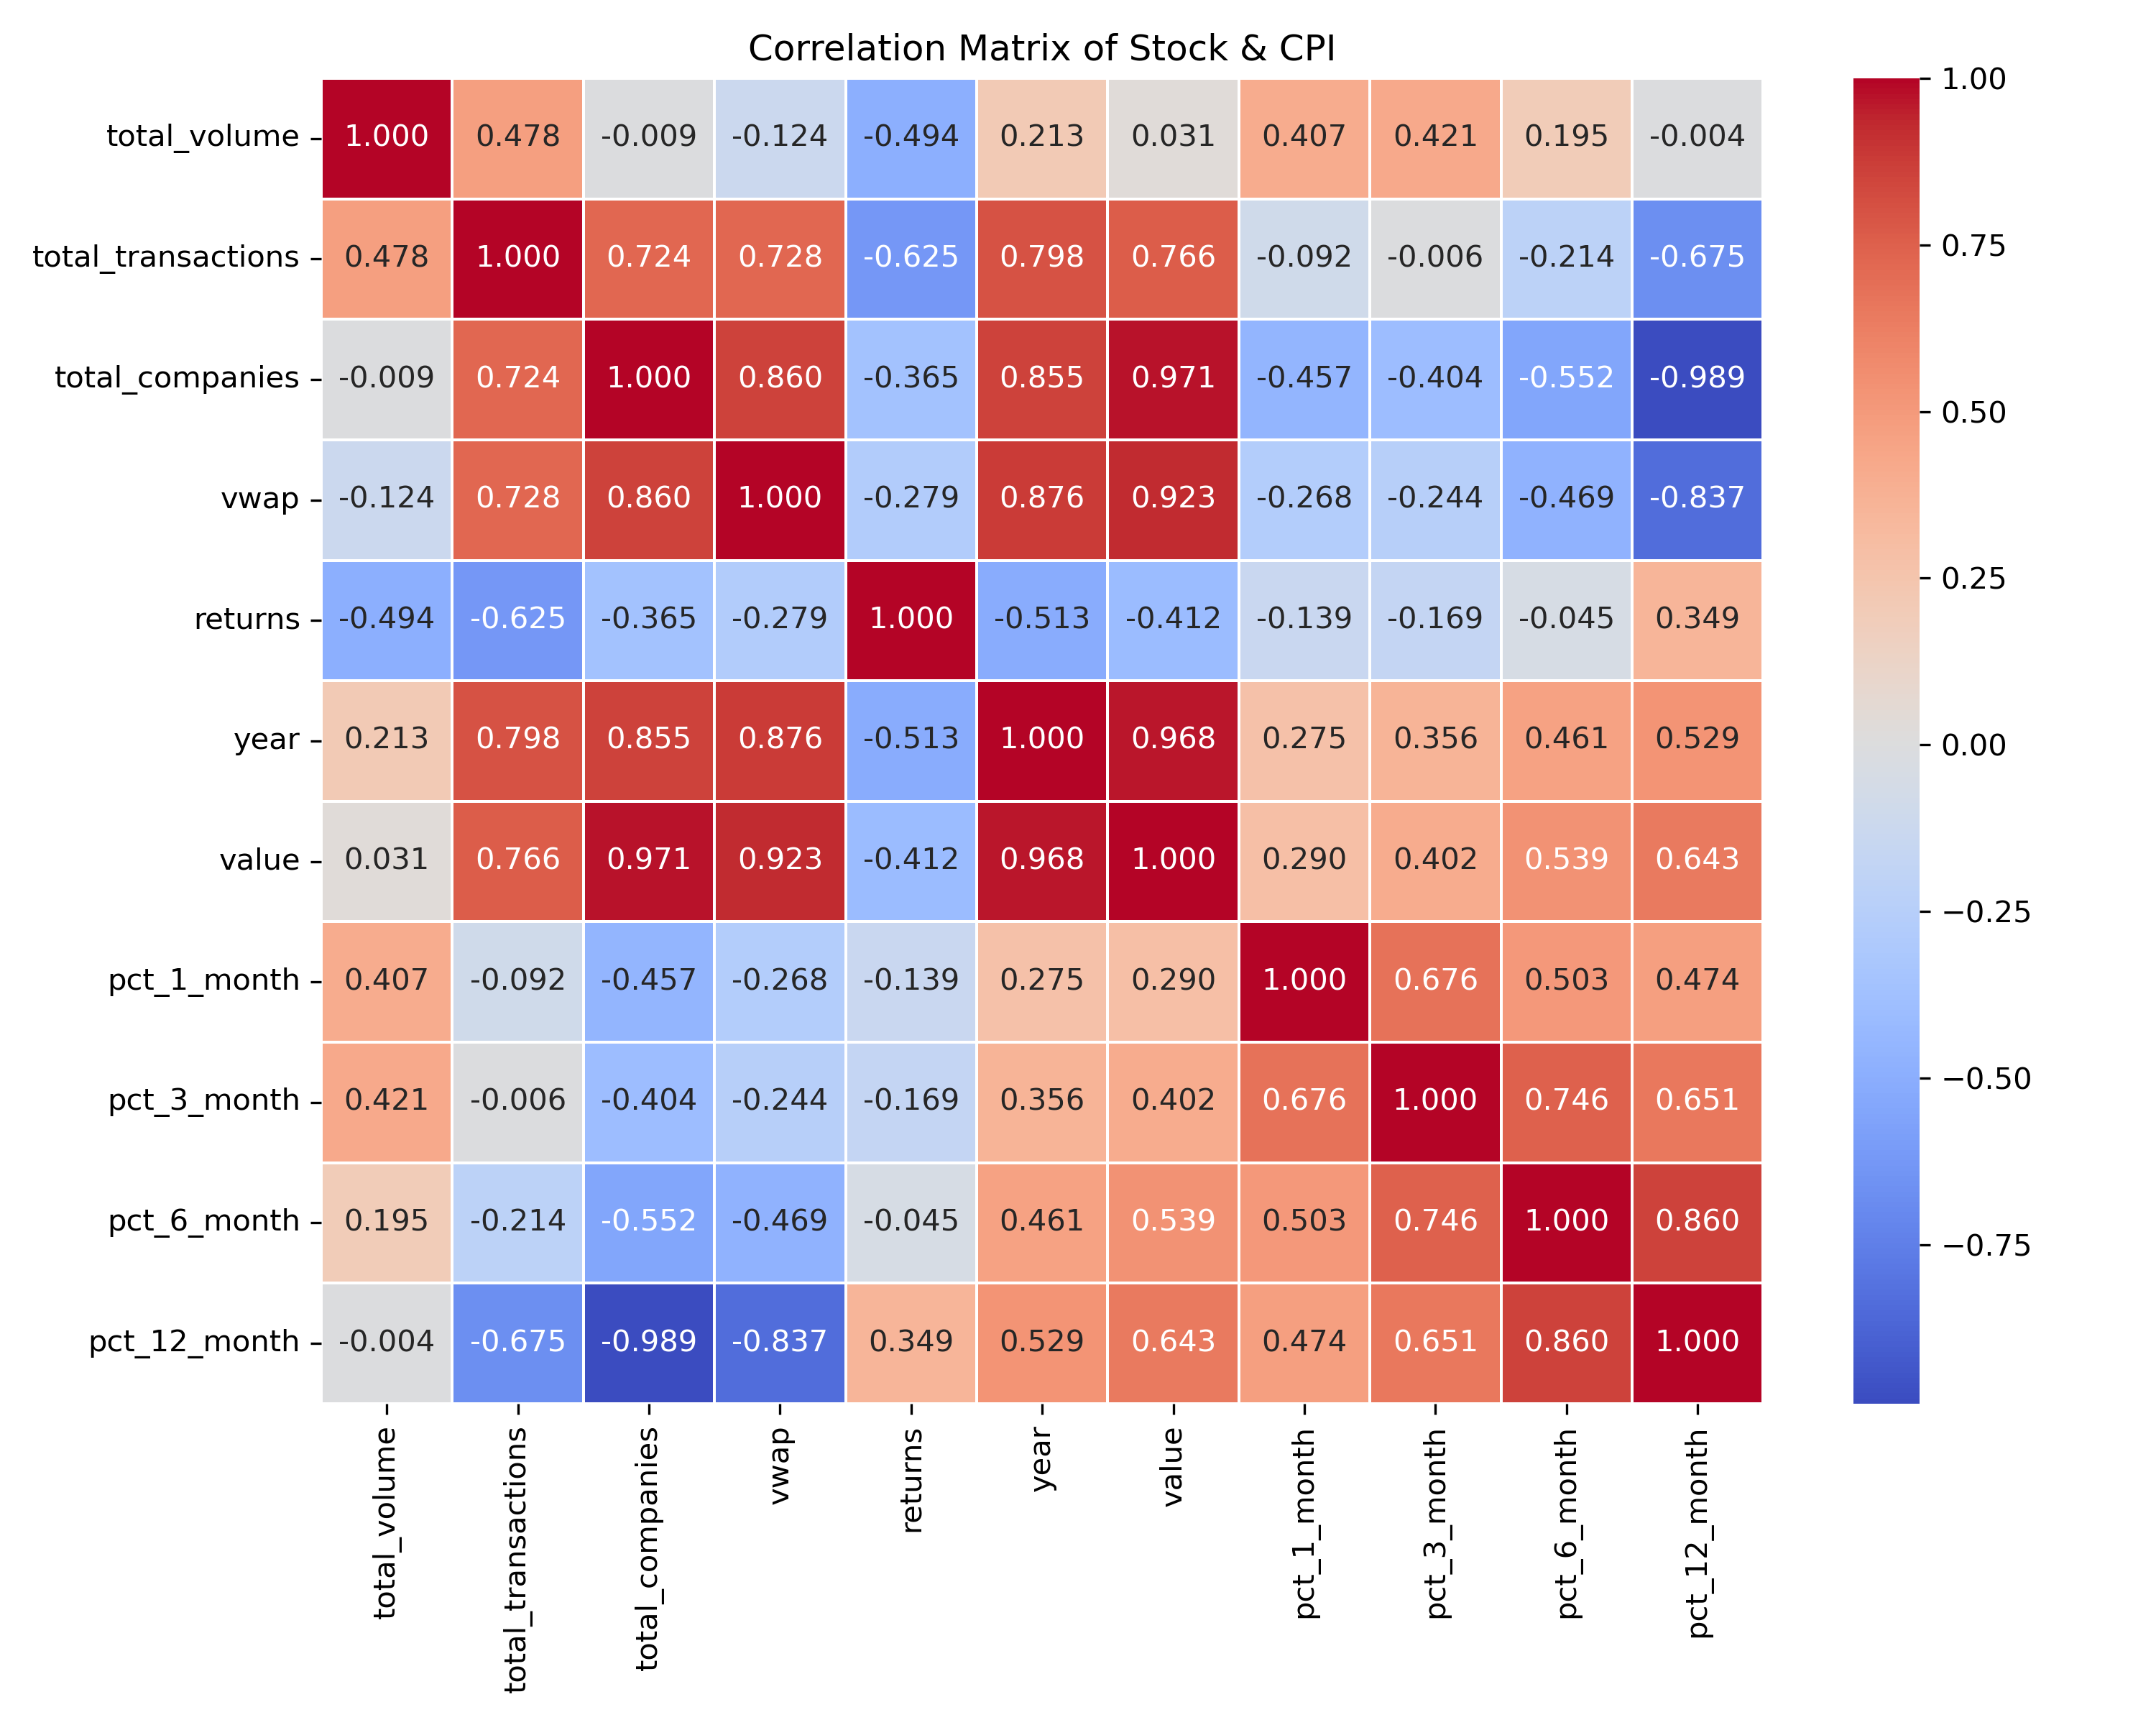 Correlation Matrix of Stock & CPI
total_volume 1.000 0.478 -0.009 -0.124 -0.494 0.213 0.031 0.407 0.421 0.195 -0.004
total_transactions 0.478 1.000 0.724 0.728 -0.625 0.798 0.766 -0.092 -0.006 -0.214 -0.675
total_companies -0.009 0.724 1.000 0.860 -0.365 0.855 0.971 -0.457 -0.404 -0.552 -0.989
vwap -0.124 0.728 0.860 1.000 -0.279 0.876 0.923 -0.268 -0.244 -0.469 -0.837
returns -0.494 -0.625 -0.365 -0.279 1.000 -0.513 -0.412 -0.139 -0.169 -0.045 0.349
year 0.213 0.798 0.855 0.876 -0.513 1.000 0.968 0.275 0.356 0.461 0.529
value 0.031 0.766 0.971 0.923 -0.412 0.968 1.000 0.290 0.402 0.539 0.643
pct_1_month 0.407 -0.092 -0.457 -0.268 -0.139 0.275 0.290 1.000 0.676 0.503 0.474
pct_3_month 0.421 -0.006 -0.404 -0.244 -0.169 0.356 0.402 0.676 1.000 0.746 0.651
pct_6_month 0.195 -0.214 -0.552 -0.469 -0.045 0.461 0.539 0.503 0.746 1.000 0.860
pct_12_month -0.004 -0.675 -0.989 -0.837 0.349 0.529 0.643 0.474 0.651 0.860 1.000
total_volume
total_transactions
total_companies
vwap
returns
year
value
pct_1_month
pct_3_month
pct_6_month
pct_12_month
1.00
0.75
0.50
0.25
0.00
−0.25
−0.50
−0.75